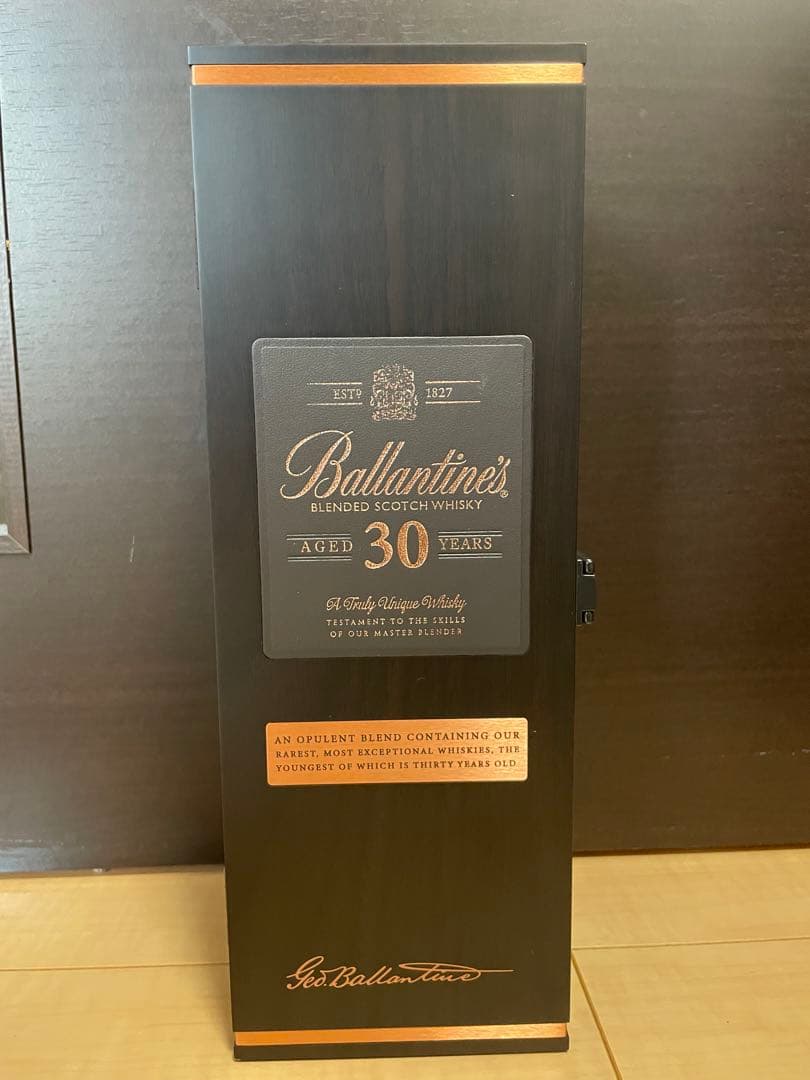 ESTD 1827
Ballantine's®
BLENDED SCOTCH WHISKY
AGED 30 YEARS
A Truly Unique Whisky
TESTAMENT TO THE SKILLS
OF OUR MASTER BLENDER
AN OPULENT BLEND CONTAINING OUR
RAREST, MOST EXCEPTIONAL WHISKIES, THE
YOUNGEST OF WHICH IS THIRTY YEARS OLD
Geo. Ballantine